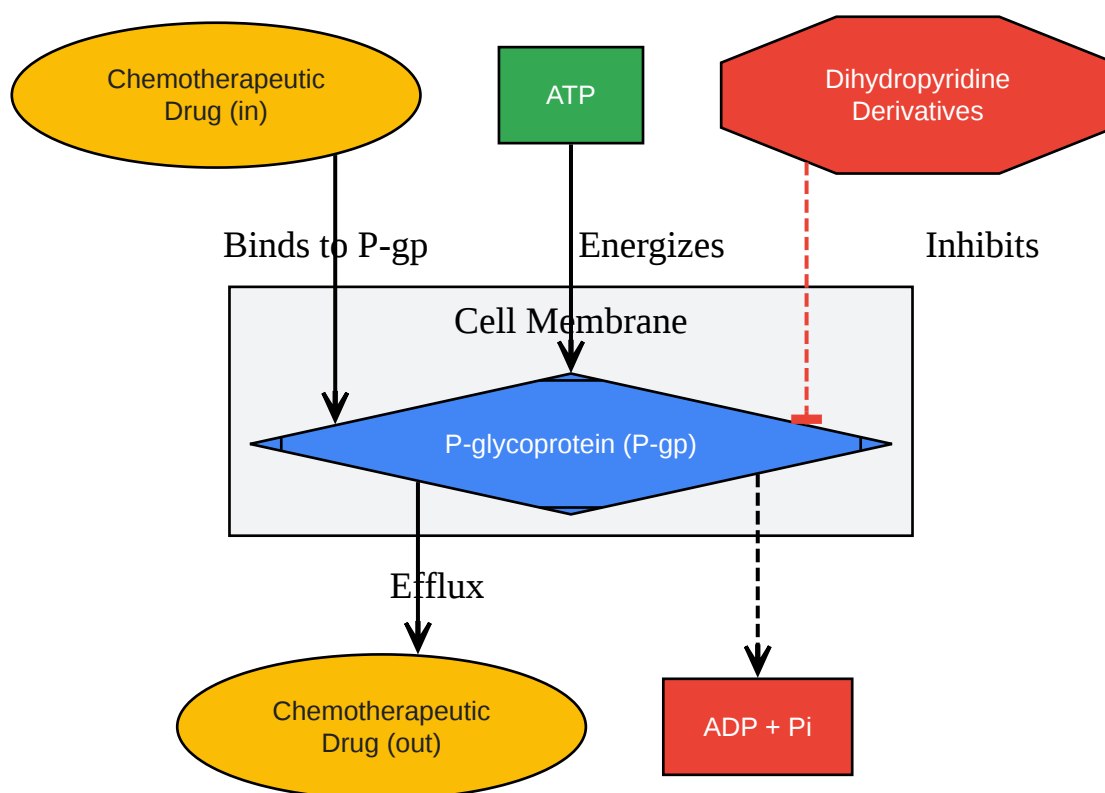 Chemotherapeutic
Drug (in)
ATP
Dihydropyridine
Derivatives
Binds to P-gp
Energizes
Inhibits
Cell Membrane
P-glycoprotein (P-gp)
Efflux
Chemotherapeutic
Drug (out)
ADP + Pi